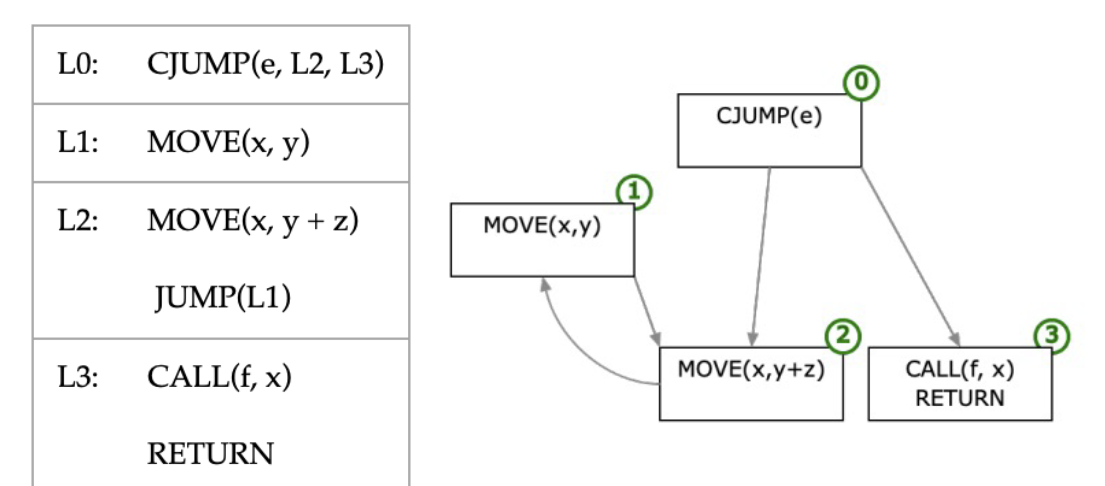 L0: CJUMP(e, L2, L3)
L1: MOVE(x, y)
L2: MOVE(x, y + z)
JUMP(L1)
L3: CALL(f, x)
RETURN
0
CJUMP(e)
1
MOVE(x,y)
2
MOVE(x,y+z)
3
CALL(f, x)
RETURN